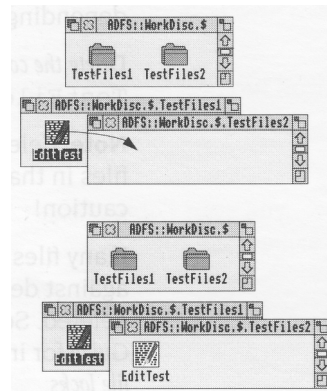 ADFS::WorkDisc.$
TestFiles1 TestFiles2
ADFS::WorkDisc.$.TestFiles1
ADFS::WorkDisc.$.TestFiles2
EditTest
ADFS::WorkDisc.$
TestFiles1 TestFiles2
ADFS::WorkDisc.$.TestFiles1
ADFS::WorkDisc.$.TestFiles2
EditTest
EditTest